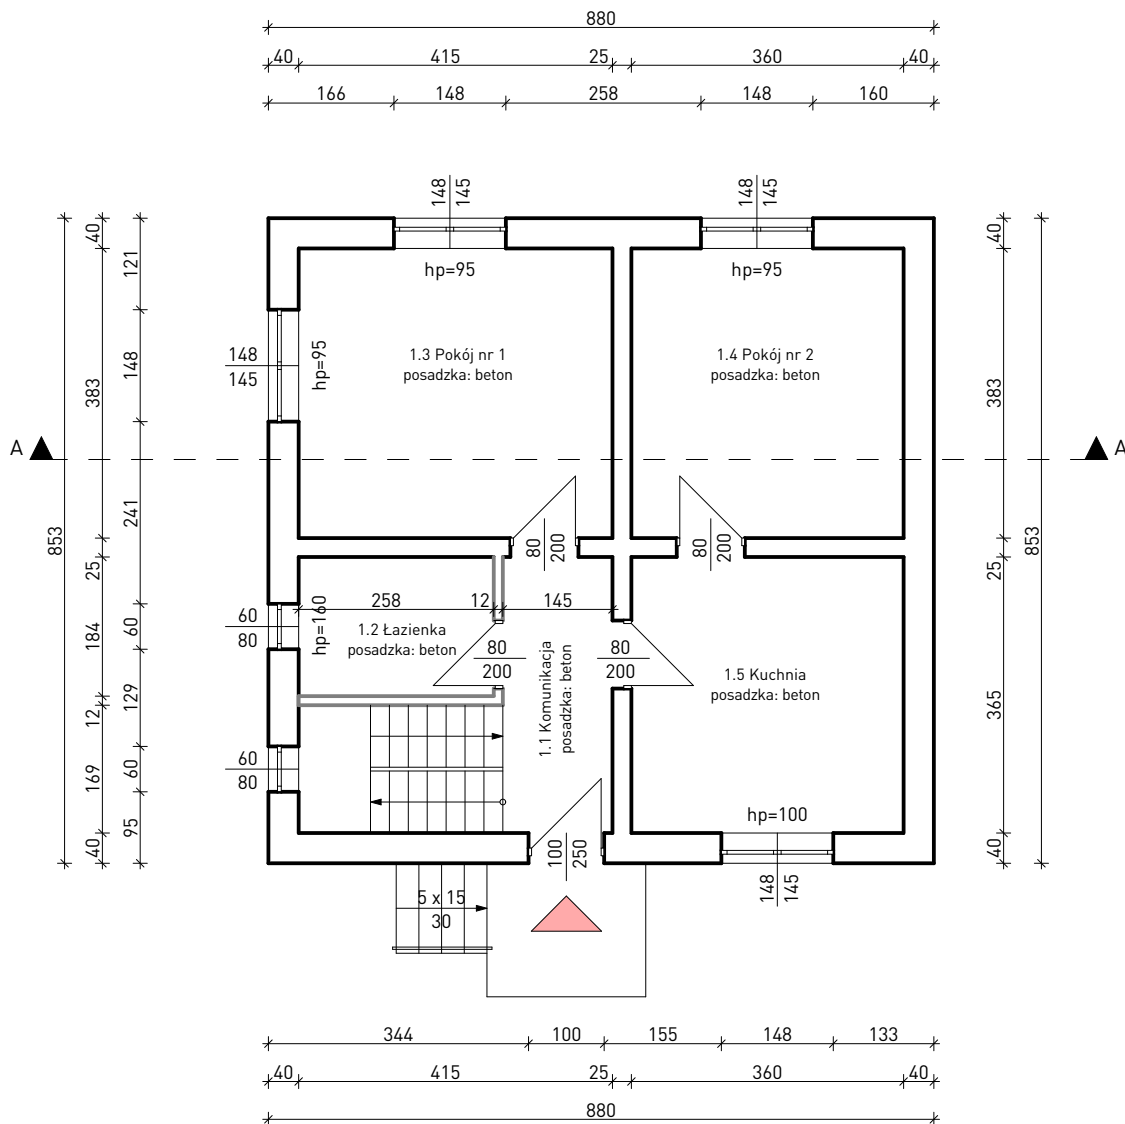 880
40 415 25 360 40
166 148 258 148 160
148 145
148 145
40
121
40
hp=95
hp=95
148
145
hp=95
148
383
383
1.3 Pokój nr 1
posadzka: beton
1.4 Pokój nr 2
posadzka: beton
A
A
853
241
853
80 200
80 200
25
25
258 12 145
60
80
hp=160
60
184
1.2 Łazienka
posadzka: beton
80
200
80
200
1.1 Komunikacja
posadzka: beton
1.5 Kuchnia
posadzka: beton
365
129
12
60
80
60
169
95
40
hp=100
40
100 250
148 145
5 x 15
30
344 100 155 148 133
40 415 25 360 40
880